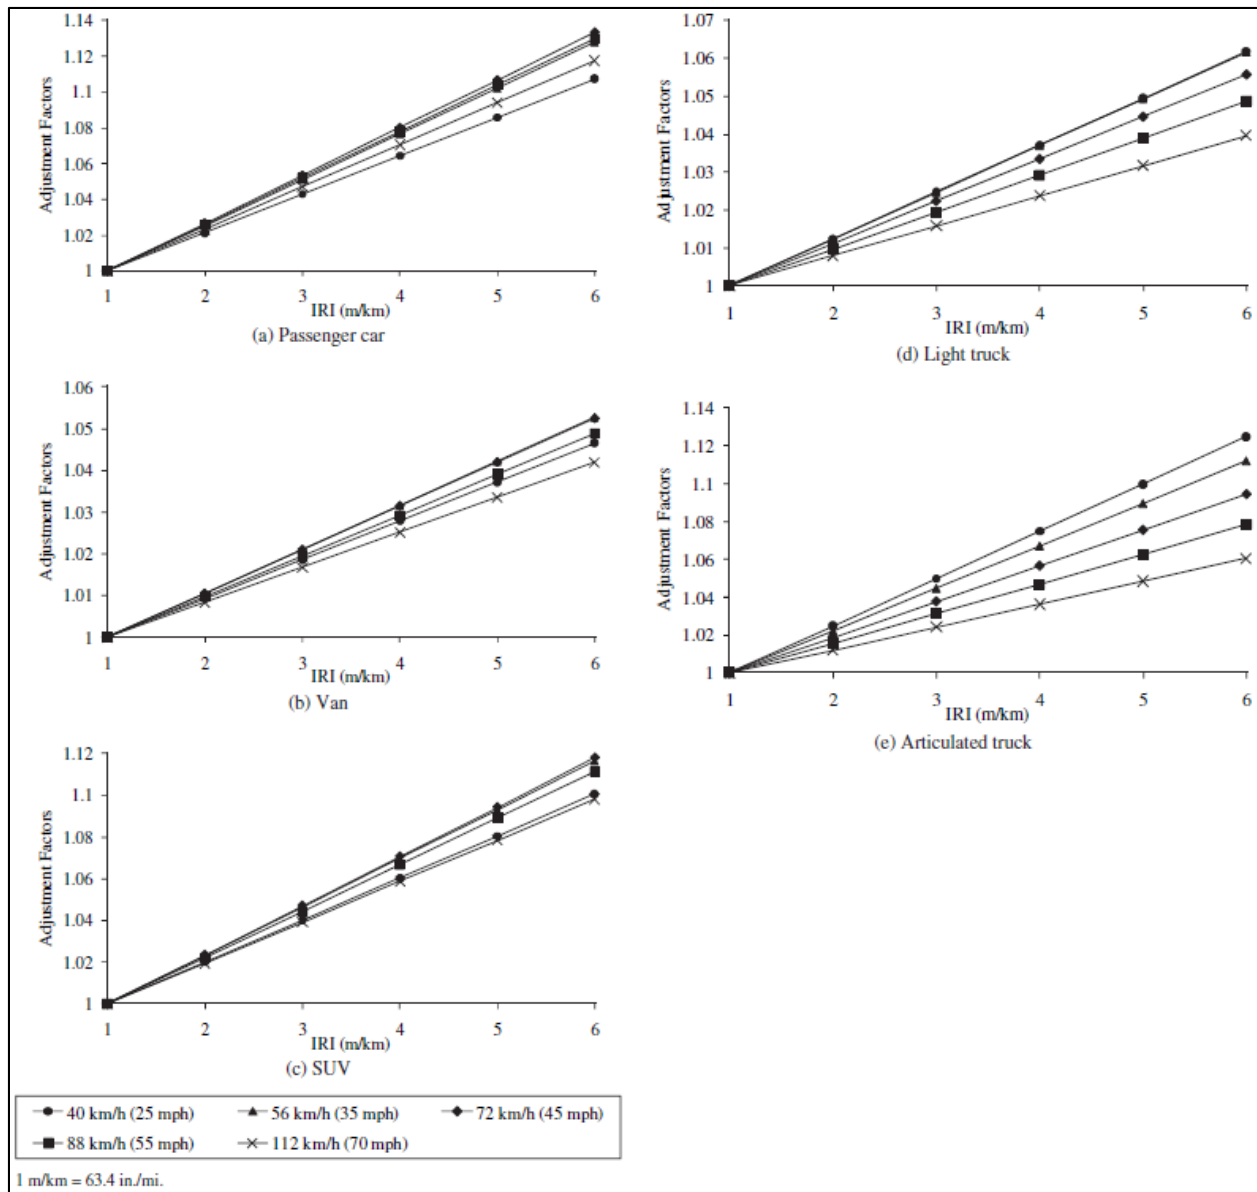 1.14
1.12
1.1
1.08
1.06
1.04
1.02
1
Adjustment Factors
1 2 3 4 5 6
IRI (m/km)
(a) Passenger car
1.06
1.05
1.04
1.03
1.02
1.01
1
Adjustment Factors
1 2 3 4 5 6
IRI (m/km)
(b) Van
1.12
1.1
1.08
1.06
1.04
1.02
1
Adjustment Factors
1 2 3 4 5 6
IRI (m/km)
(c) SUV
1.07
1.06
1.05
1.04
1.03
1.02
1.01
1
Adjustment Factors
1 2 3 4 5 6
IRI (m/km)
(d) Light truck
1.14
1.12
1.1
1.08
1.06
1.04
1.02
1
Adjustment Factors
1 2 3 4 5 6
IRI (m/km)
(e) Articulated truck
40 km/h (25 mph) 56 km/h (35 mph) 72 km/h (45 mph)
88 km/h (55 mph) 112 km/h (70 mph)
1 m/km = 63.4 in./mi.